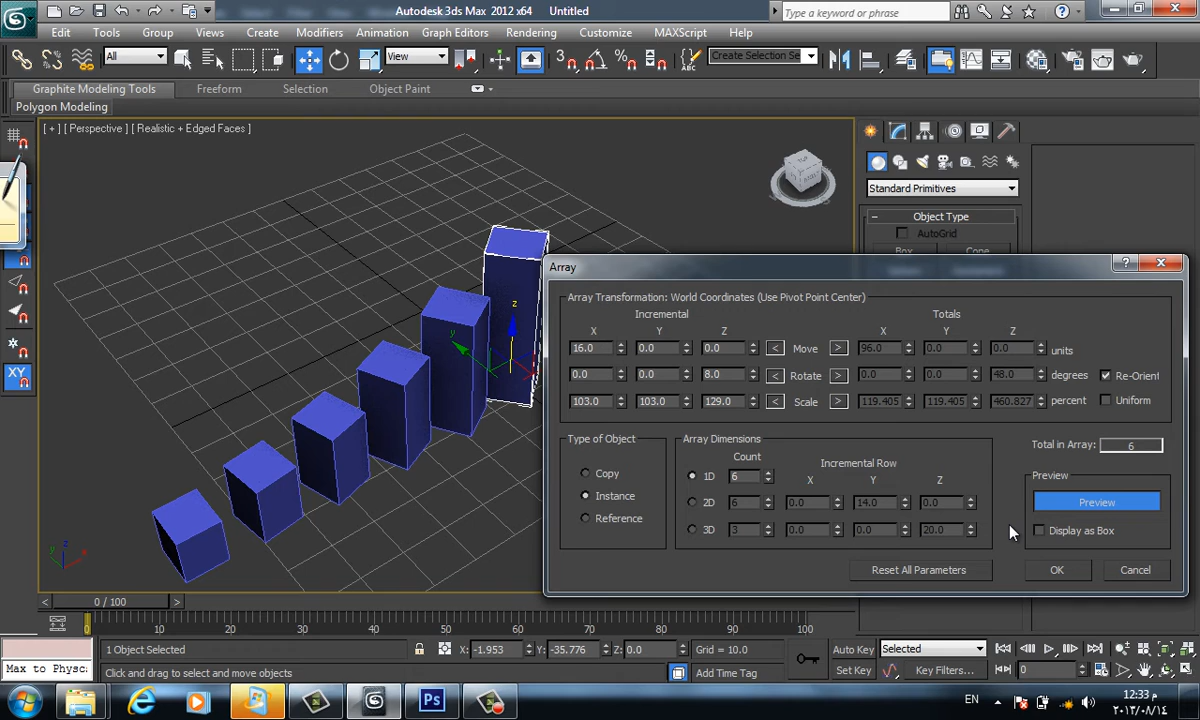 Autodesk 3ds Max 2012 x64 Untitled
Type a keyword or phrase
Edit Tools Group Views Create Modifiers Animation Graph Editors Rendering Customize MAXScript Help
All View 3 Create Selection Se
Graphite Modeling Tools Freeform Selection Object Paint
Polygon Modeling
[ + ] [ Perspective ] [ Realistic + Edged Faces ]
TOP
Standard Primitives
Object Type
AutoGrid
Box Cone
Array
Array Transformation: World Coordinates (Use Pivot Point Center)
Incremental Totals
X Y Z X Y Z
16.0 0.0 0.0 < Move > 96.0 0.0 0.0 units
0.0 0.0 8.0 < Rotate > 0.0 0.0 48.0 degrees Re-Orient
103.0 103.0 129.0 < Scale > 119.405 119.405 460.827 percent Uniform
Type of Object Array Dimensions Total in Array: 6
Count Incremental Row
X Y Z
Copy 1D 6 Preview
Instance 2D 6 0.0 14.0 0.0 Preview
Reference 3D 3 0.0 0.0 20.0 Display as Box
Reset All Parameters OK Cancel
z
y
z
y x
XY
< 0 / 100 >
0 10 20 30 40 50 60 70 80 90 100
1 Object Selected X: -1.953 Y: -35.776 Z: 0.0 Grid = 10.0 Auto Key Selected
Max to Physc Click and drag to select and move objects Add Time Tag Set Key Key Filters... 0
Ps EN 12:33 م
٢٠١٣/٠٨/١٤